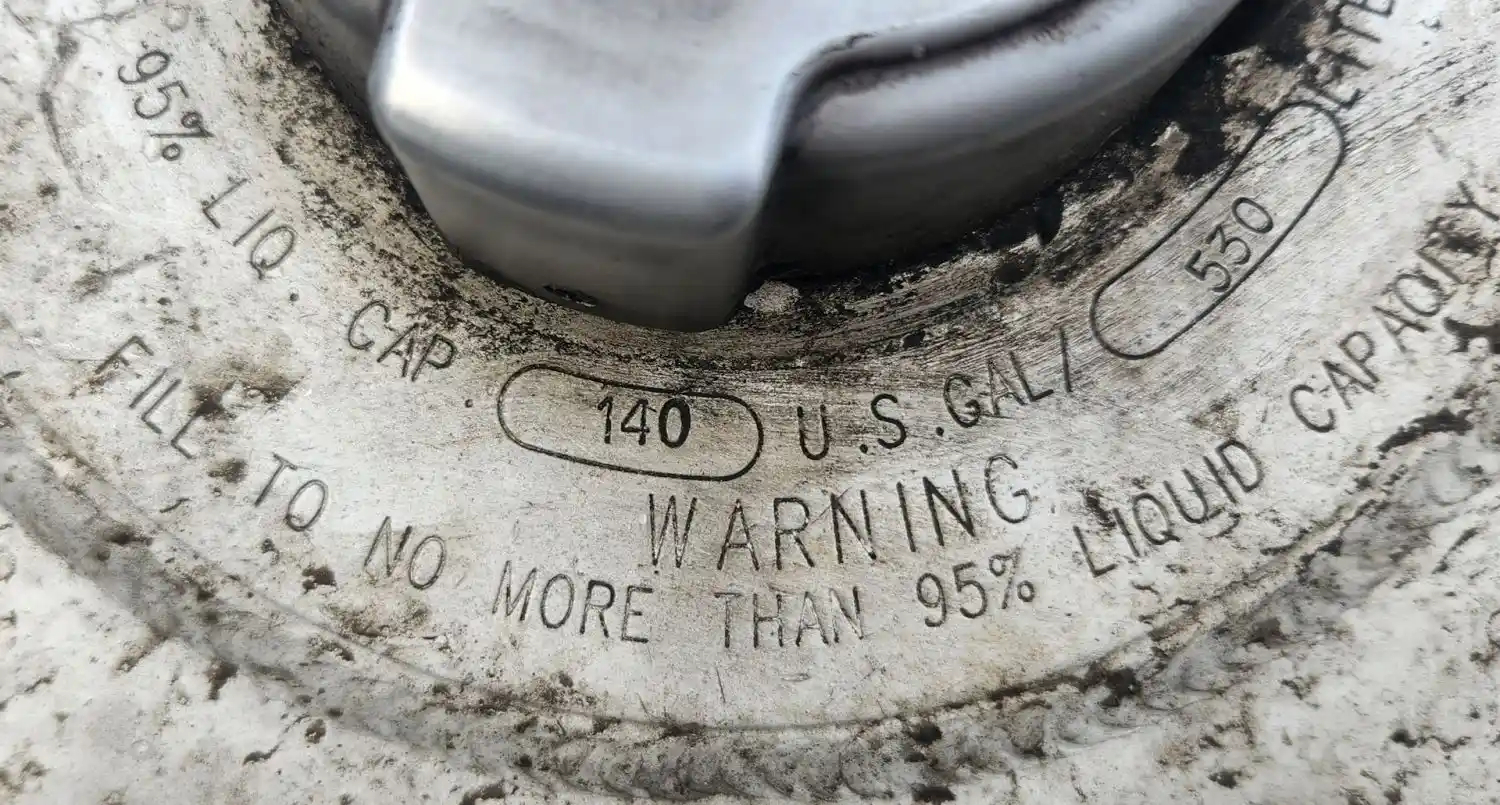 95% LIQ. CAP. 140 U.S.GAL/ 530 LITE
WARNING
FILL TO NO MORE THAN 95% LIQUID CAPACITY